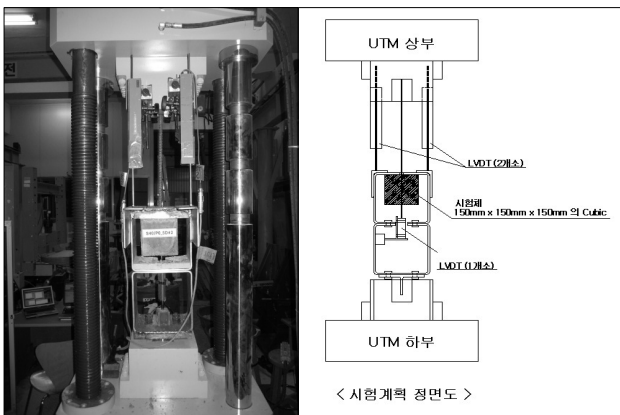 UTM 상부
LVDT (2개소)
시험체
150mm x 150mm x 150mm 의 Cubic
LVDT (1개소)
UTM 하부
< 시험계획 정면도 >